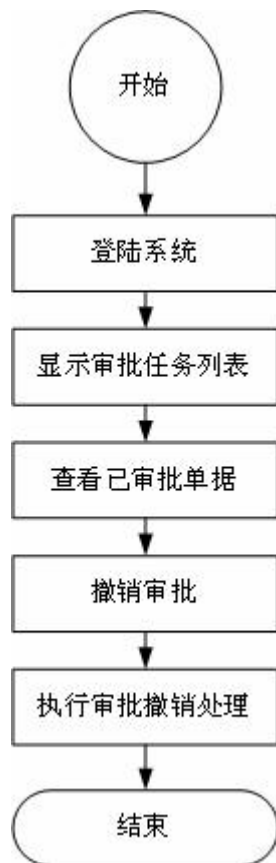 开始
登陆系统
显示审批任务列表
查看已审批单据
撤销审批
执行审批撤销处理
结束